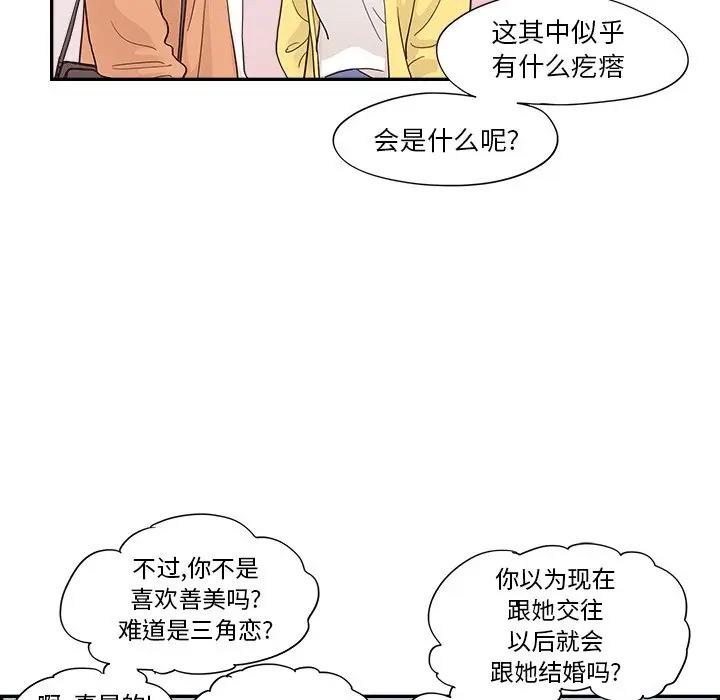 这其中似乎
有什么疙瘩
会是什么呢?
不过,你不是
喜欢善美吗?
难道是三角恋?
你以为现在
跟她交往
以后就会
跟她结婚吗?